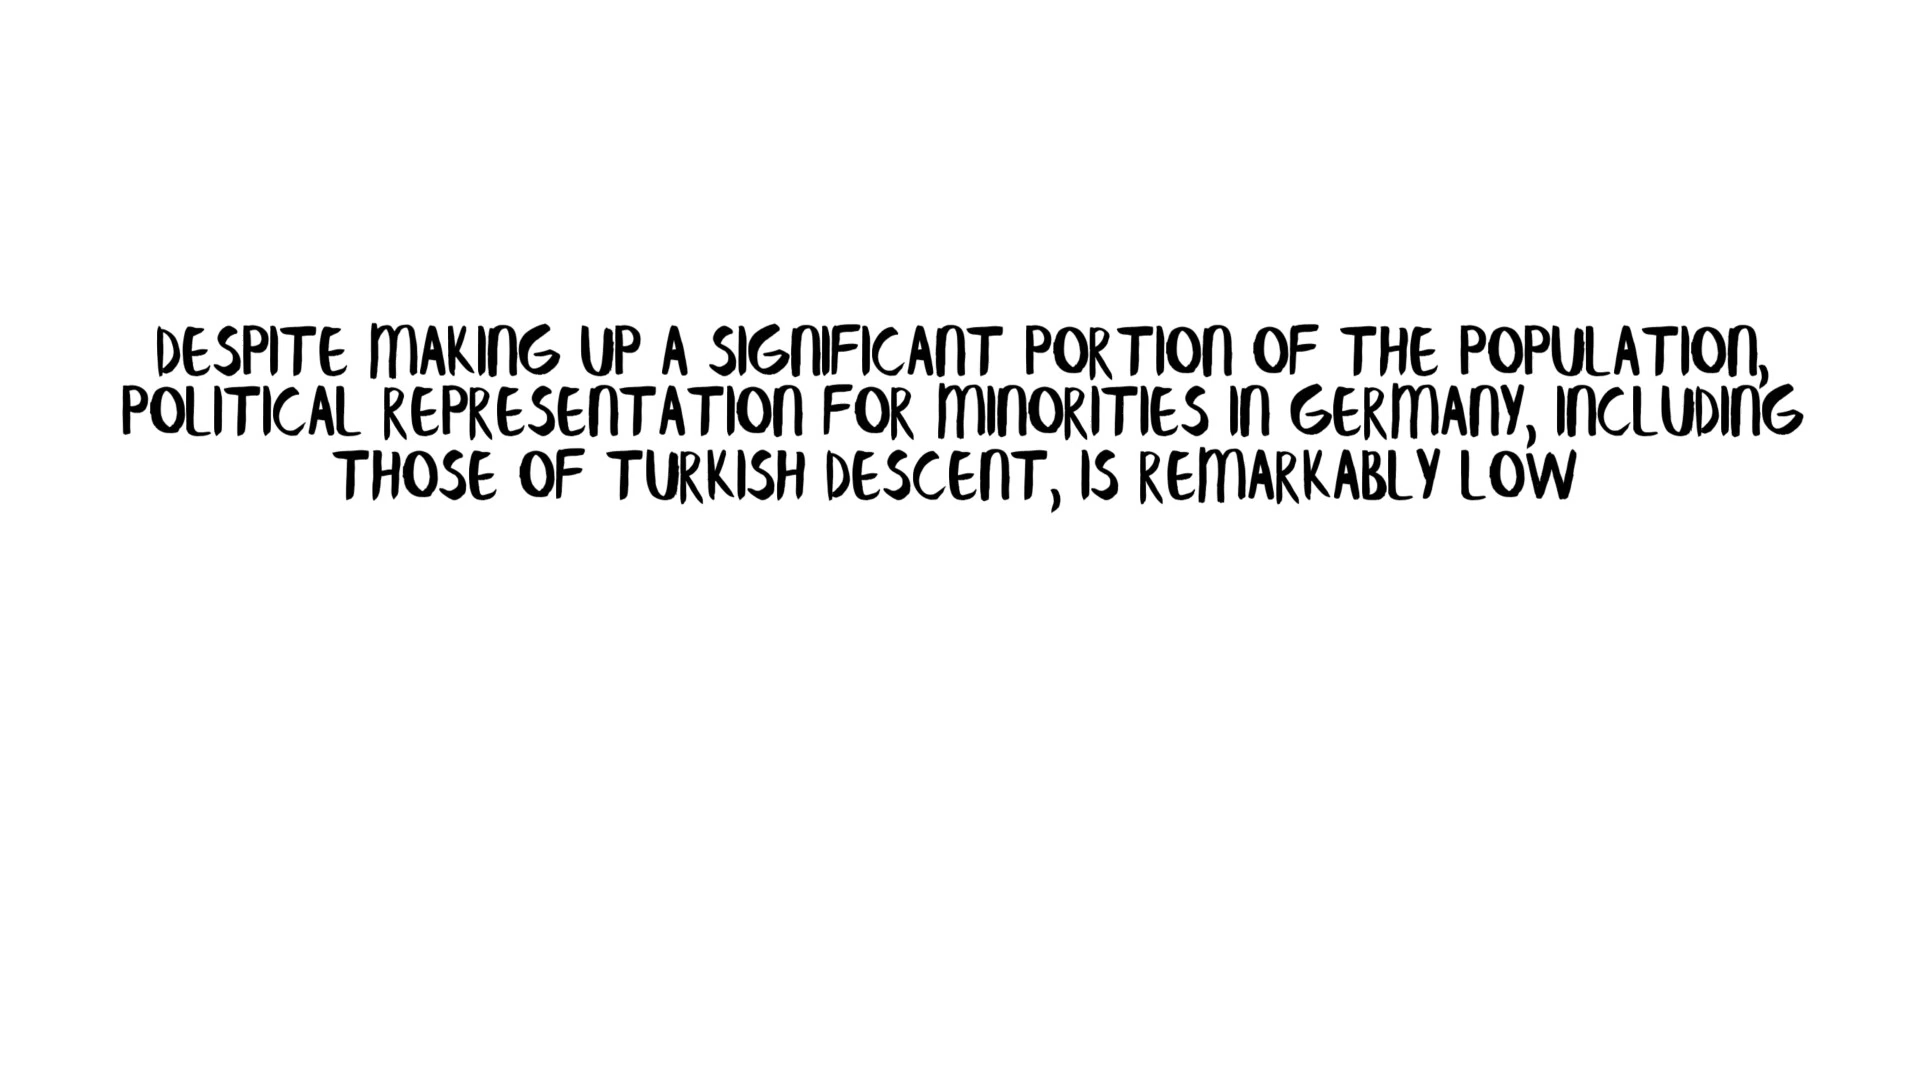 DESPITE MAKING UP A SIGNIFICANT PORTION OF THE POPULATION,
POLITICAL REPRESENTATION FOR MINORITIES IN GERMANY, INCLUDING
THOSE OF TURKISH DESCENT, IS REMARKABLY LOW